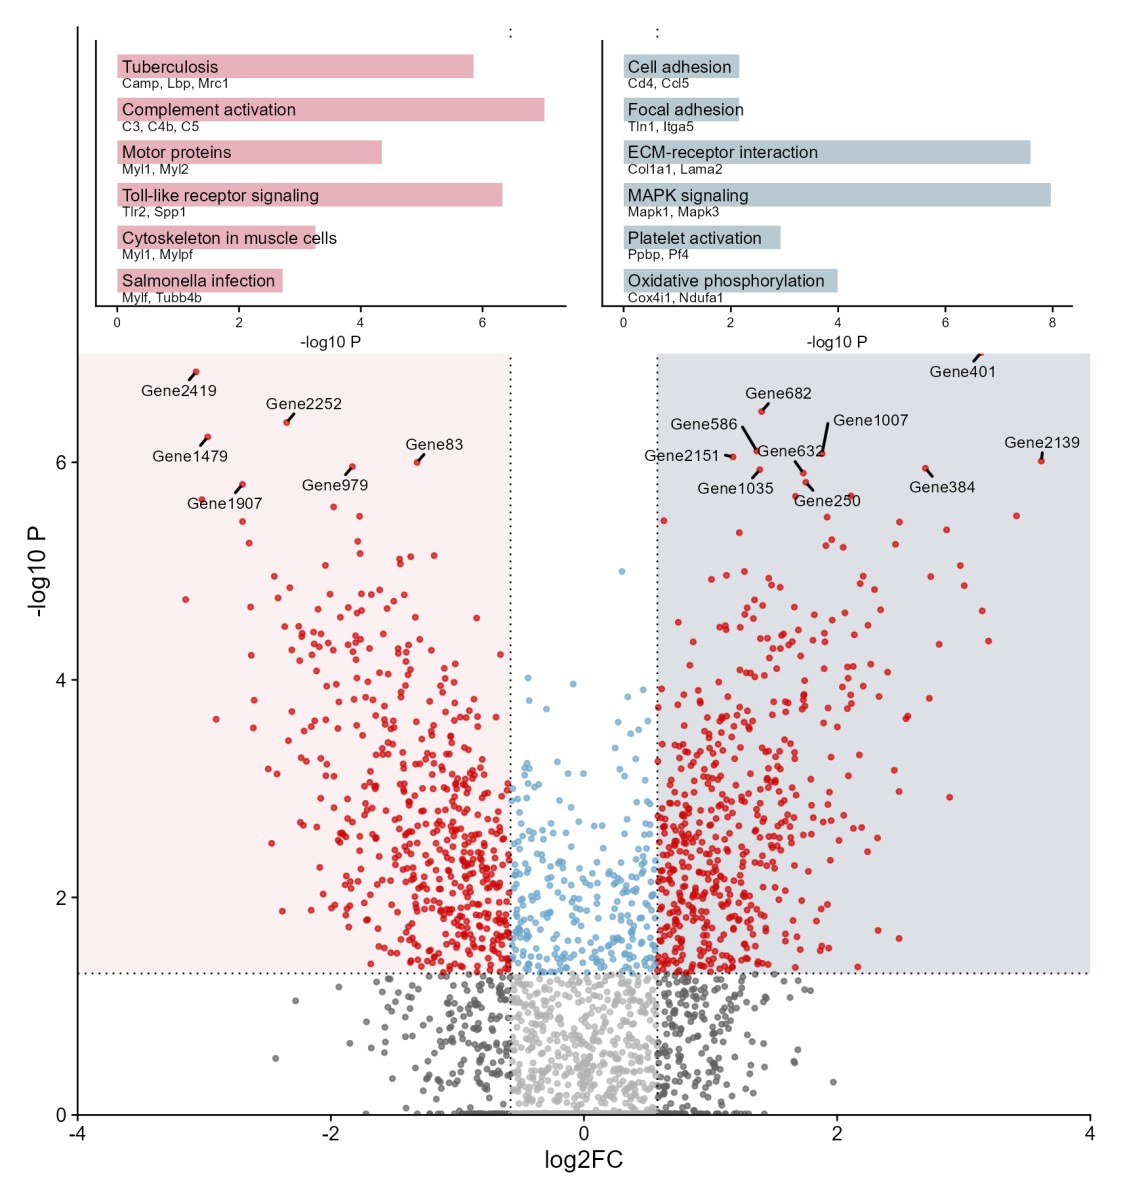 Tuberculosis
Camp, Lbp, Mrc1
Complement activation
C3, C4b, C5
Motor proteins
Myl1, Myl2
Toll-like receptor signaling
Tlr2, Spp1
Cytoskeleton in muscle cells
Myl1, Mylpf
Salmonella infection
Mylf, Tubb4b
0 2 4 6
-log10 P
Cell adhesion
Cd4, Ccl5
Focal adhesion
Tln1, Itga5
ECM-receptor interaction
Col1a1, Lama2
MAPK signaling
Mapk1, Mapk3
Platelet activation
Ppbp, Pf4
Oxidative phosphorylation
Cox4i1, Ndufa1
0 2 4 6 8
-log10 P
Gene401
Gene2419
Gene682
Gene2252
Gene586
Gene1007
Gene83
Gene2139
Gene1479
Gene2151
Gene632
Gene979
Gene1035
Gene384
Gene1907
Gene250
6
4
2
0
-log10 P
-4 -2 0 2 4
log2FC